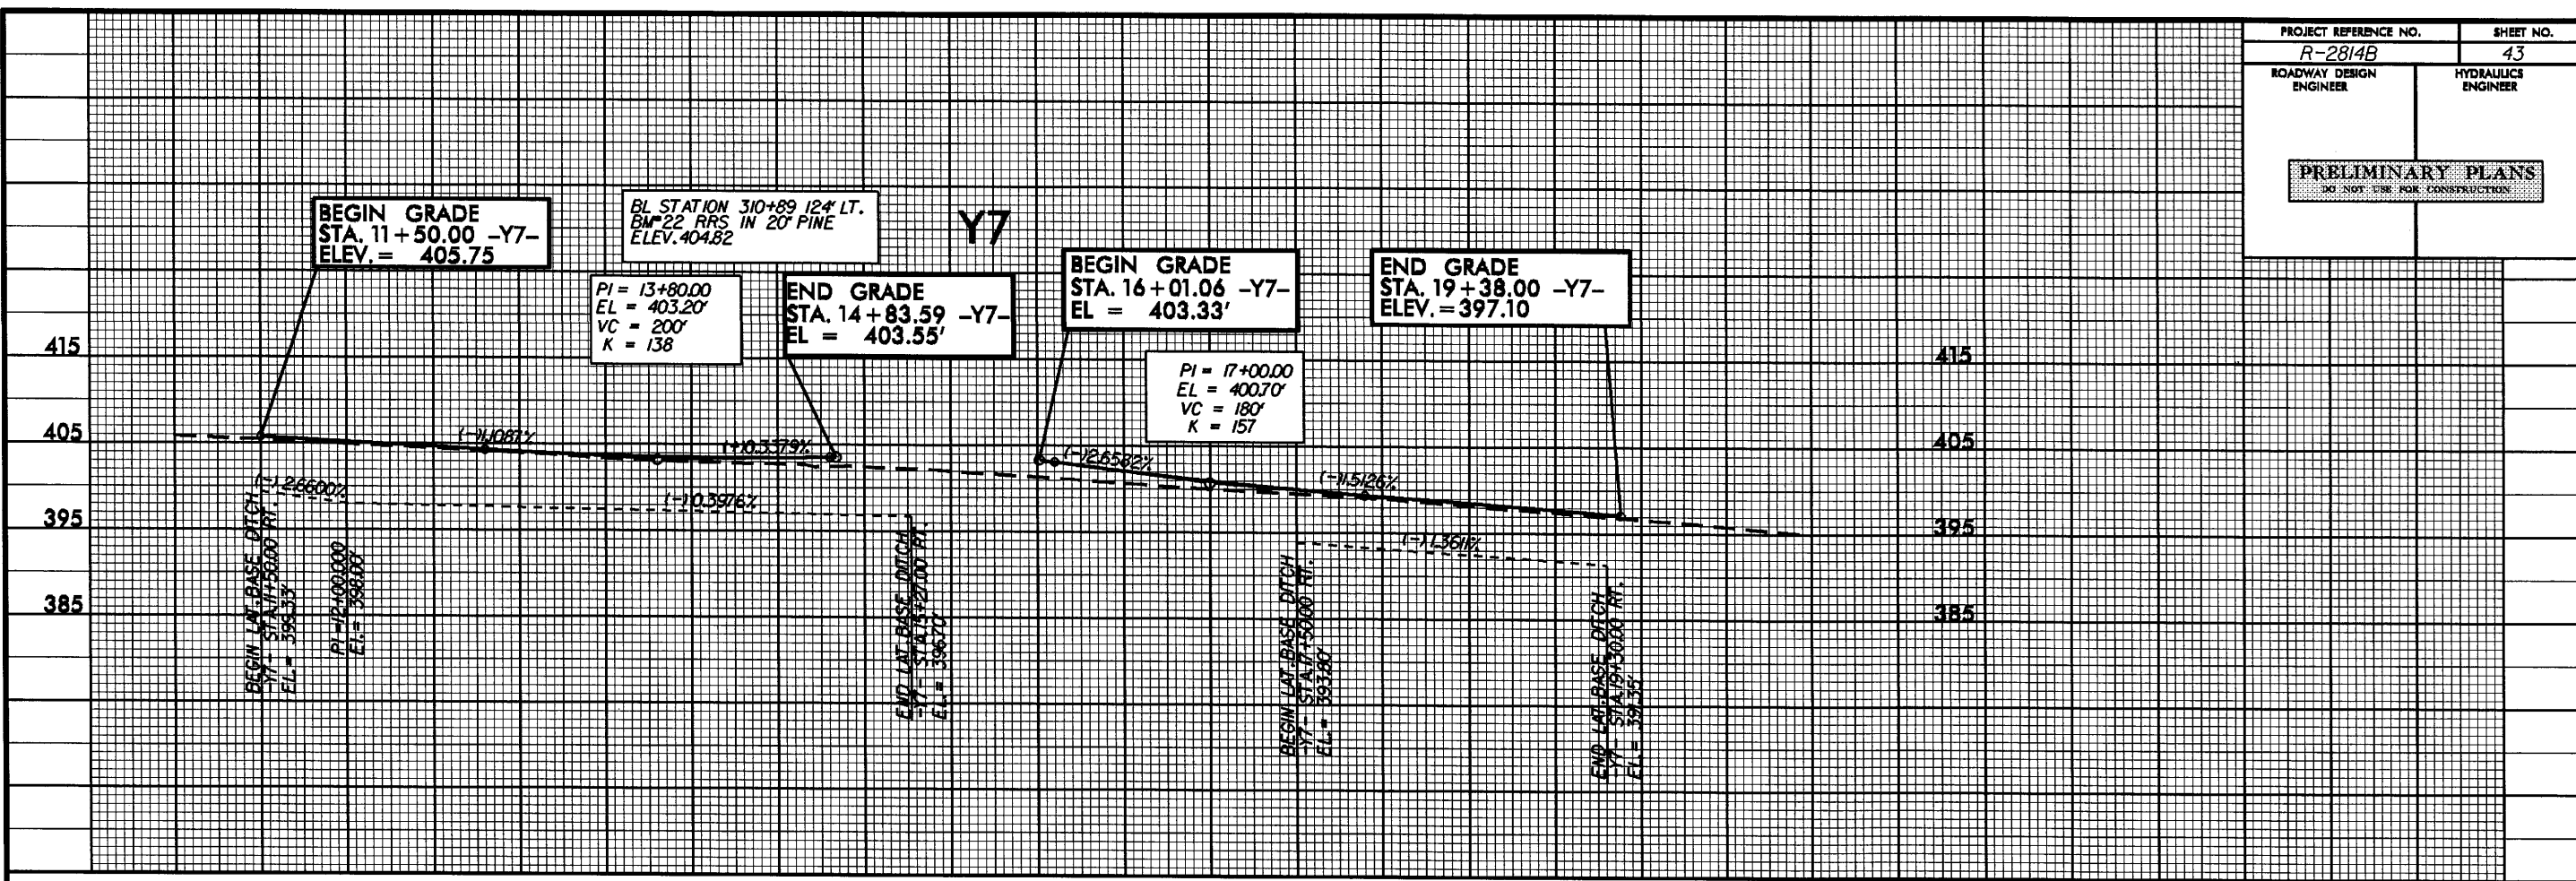 PROJECT REFERENCE NO.
SHEET NO.
R-2814B
43
ROADWAY DESIGN
ENGINEER
HYDRAULICS
ENGINEER
PRELIMINARY PLANS
DO NOT USE FOR CONSTRUCTION
BEGIN GRADE
STA. 11+50.00 -Y7-
ELEV. = 405.75
BL STATION 310+89 124' LT.
BM#22 RRS IN 20" PINE
ELEV. 404.82
Y7
PI = 13+80.00
EL = 403.20'
VC = 200'
K = 138
END GRADE
STA. 14+83.59 -Y7-
EL = 403.55'
BEGIN GRADE
STA. 16+01.06 -Y7-
EL = 403.33'
END GRADE
STA. 19+38.00 -Y7-
ELEV. = 397.10
PI = 17+00.00
EL = 400.70'
VC = 180'
K = 157
415
415
405
405
395
395
385
385
(-)1.1087%
(+)0.3379%
(-)2.6582%
(-)1.5126%
(-)2.6600%
(-)0.3976%
(-)1.3611%
BEGIN LAT. BASE DITCH
-Y7- STA. 11+50.00 RT.
EL. = 399.33'
PI = 12+00.00
EL. = 398.00'
END LAT. BASE DITCH
-Y7- STA. 15+27.00 RT.
EL. = 396.70'
BEGIN LAT. BASE DITCH
-Y7- STA. 17+50.00 RT.
EL. = 393.80'
END LAT. BASE DITCH
-Y7- STA. 19+30.00 RT.
EL. = 391.35'